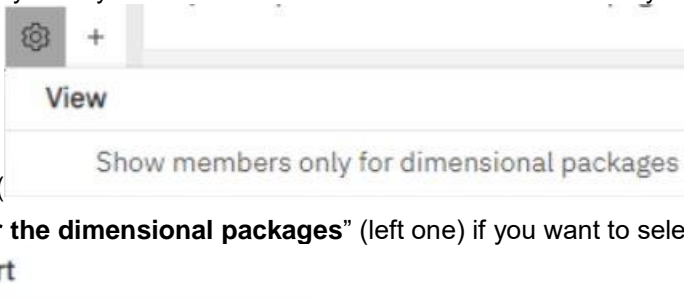 +
View
Show members only for dimensional packages
(
the dimensional packages” (left one) if you want to sele